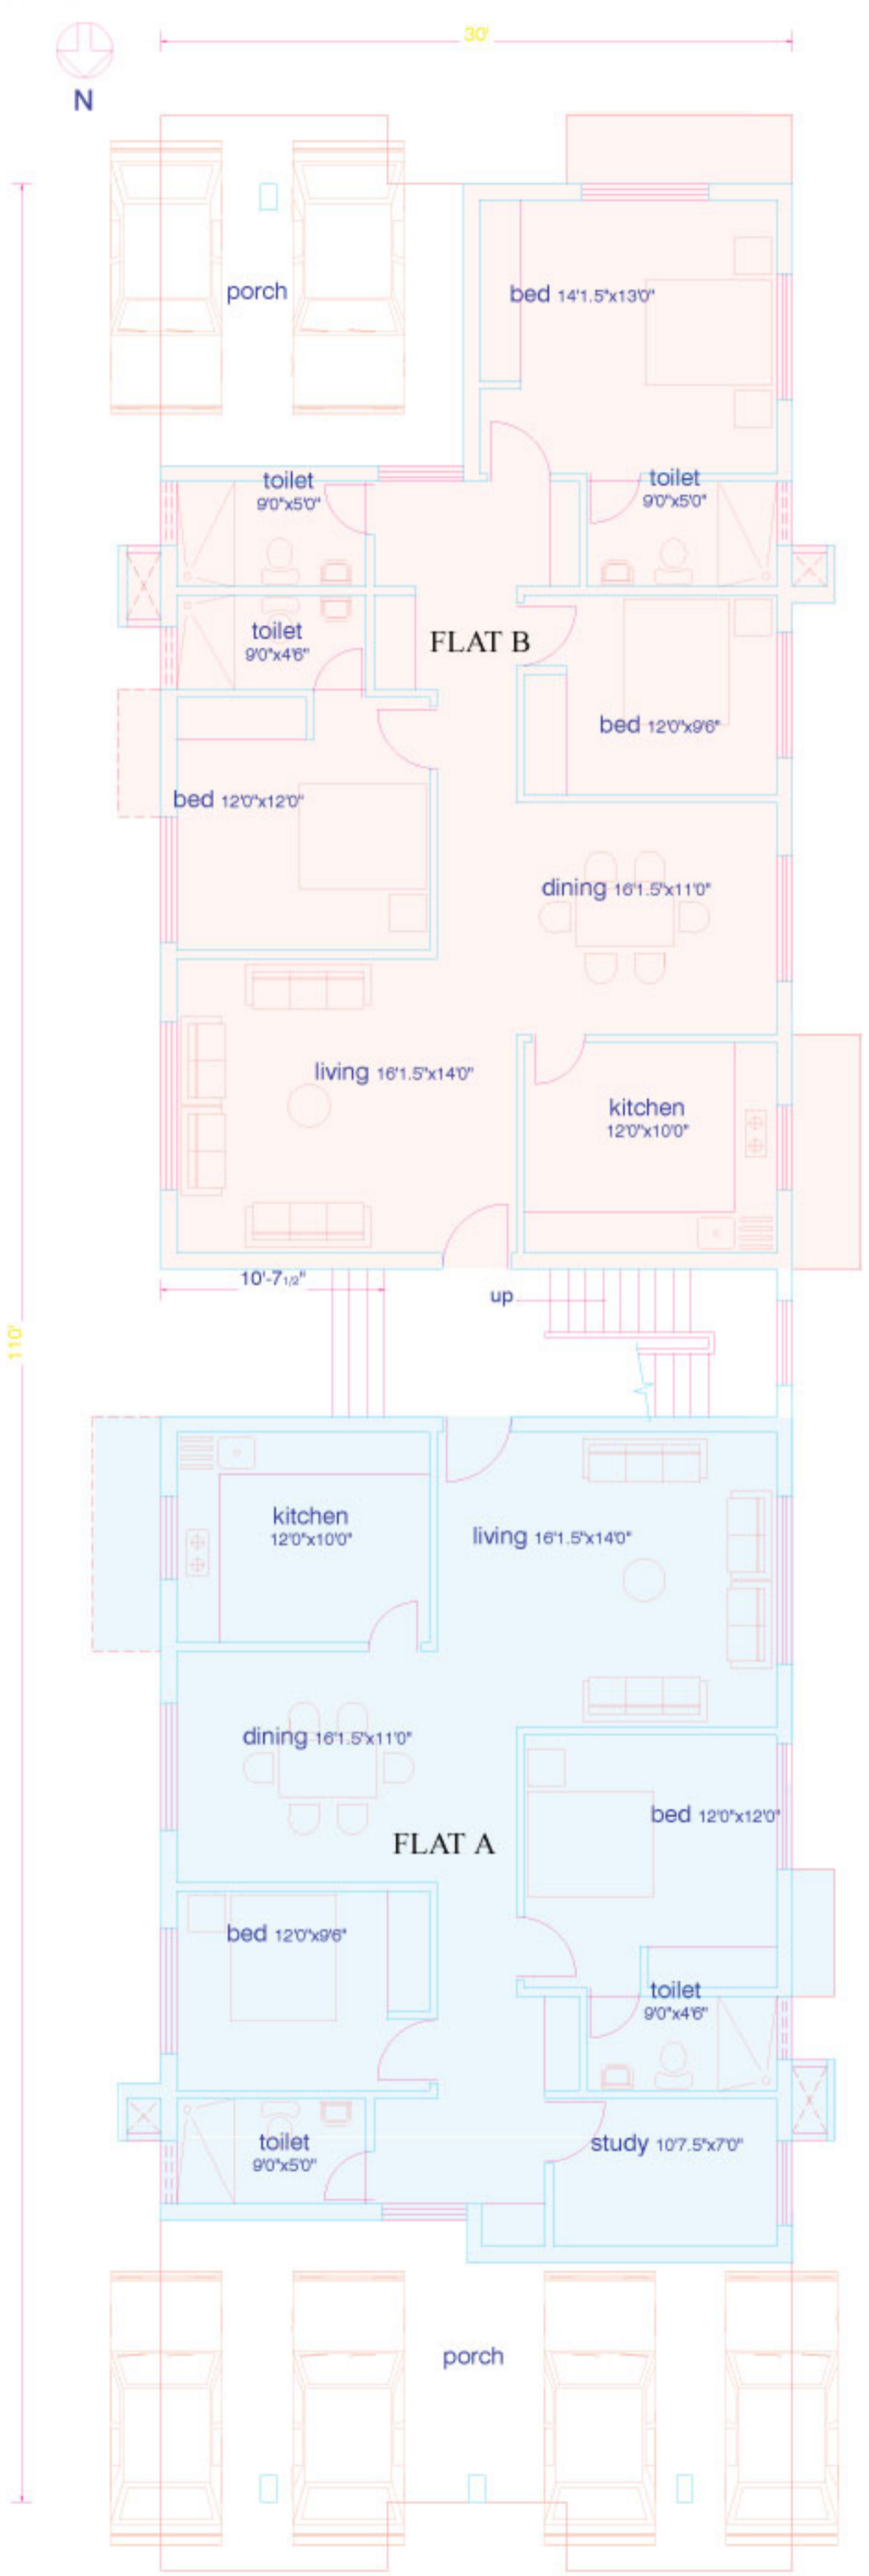 30'
N
porch
bed 14'1.5"x13'0"
toilet
9'0"x5'0"
toilet
9'0"x5'0"
toilet
9'0"x4'6"
FLAT B
bed 12'0"x9'6"
bed 12'0"x12'0"
dining 16'1.5"x11'0"
living 16'1.5"x14'0"
kitchen
12'0"x10'0"
10'-7 1/2"
up
110'
kitchen
12'0"x10'0"
living 16'1.5"x14'0"
dining 16'1.5"x11'0"
bed 12'0"x12'0"
FLAT A
bed 12'0"x9'6"
toilet
9'0"x4'6"
toilet
9'0"x5'0"
study 10'7.5"x7'0"
porch